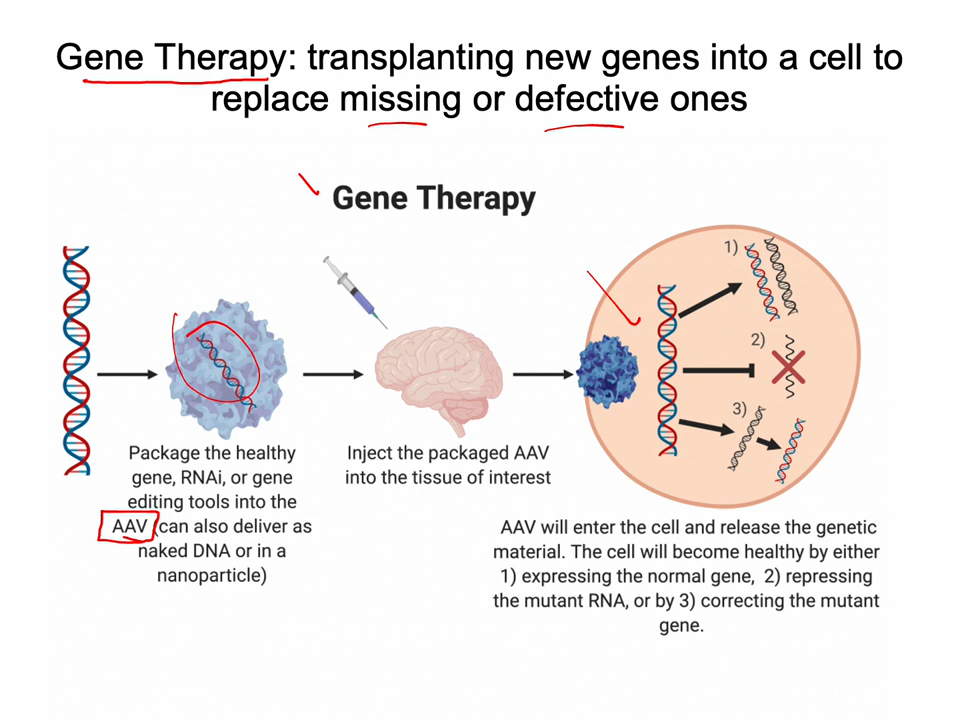 Gene Therapy: transplanting new genes into a cell to
replace missing or defective ones
Gene Therapy
Package the healthy
gene, RNAi, or gene
editing tools into the
AAV (can also deliver as
naked DNA or in a
nanoparticle)
Inject the packaged AAV
into the tissue of interest
1)
2)
3)
AAV will enter the cell and release the genetic
material. The cell will become healthy by either
1) expressing the normal gene, 2) repressing
the mutant RNA, or by 3) correcting the mutant
gene.